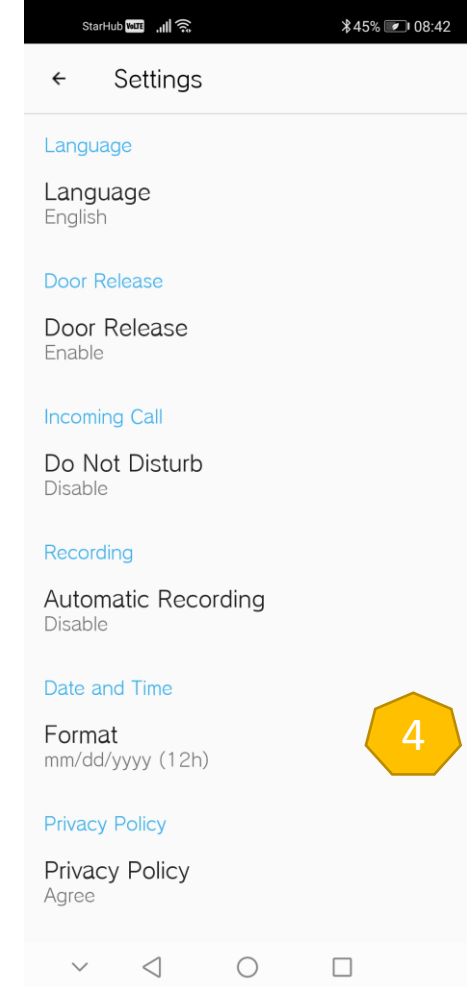 StarHub VoLTE 45% 08:42
Settings
Language
Language
English
Door Release
Door Release
Enable
Incoming Call
Do Not Disturb
Disable
Recording
Automatic Recording
Disable
Date and Time
Format
mm/dd/yyyy (12h)
4
Privacy Policy
Privacy Policy
Agree